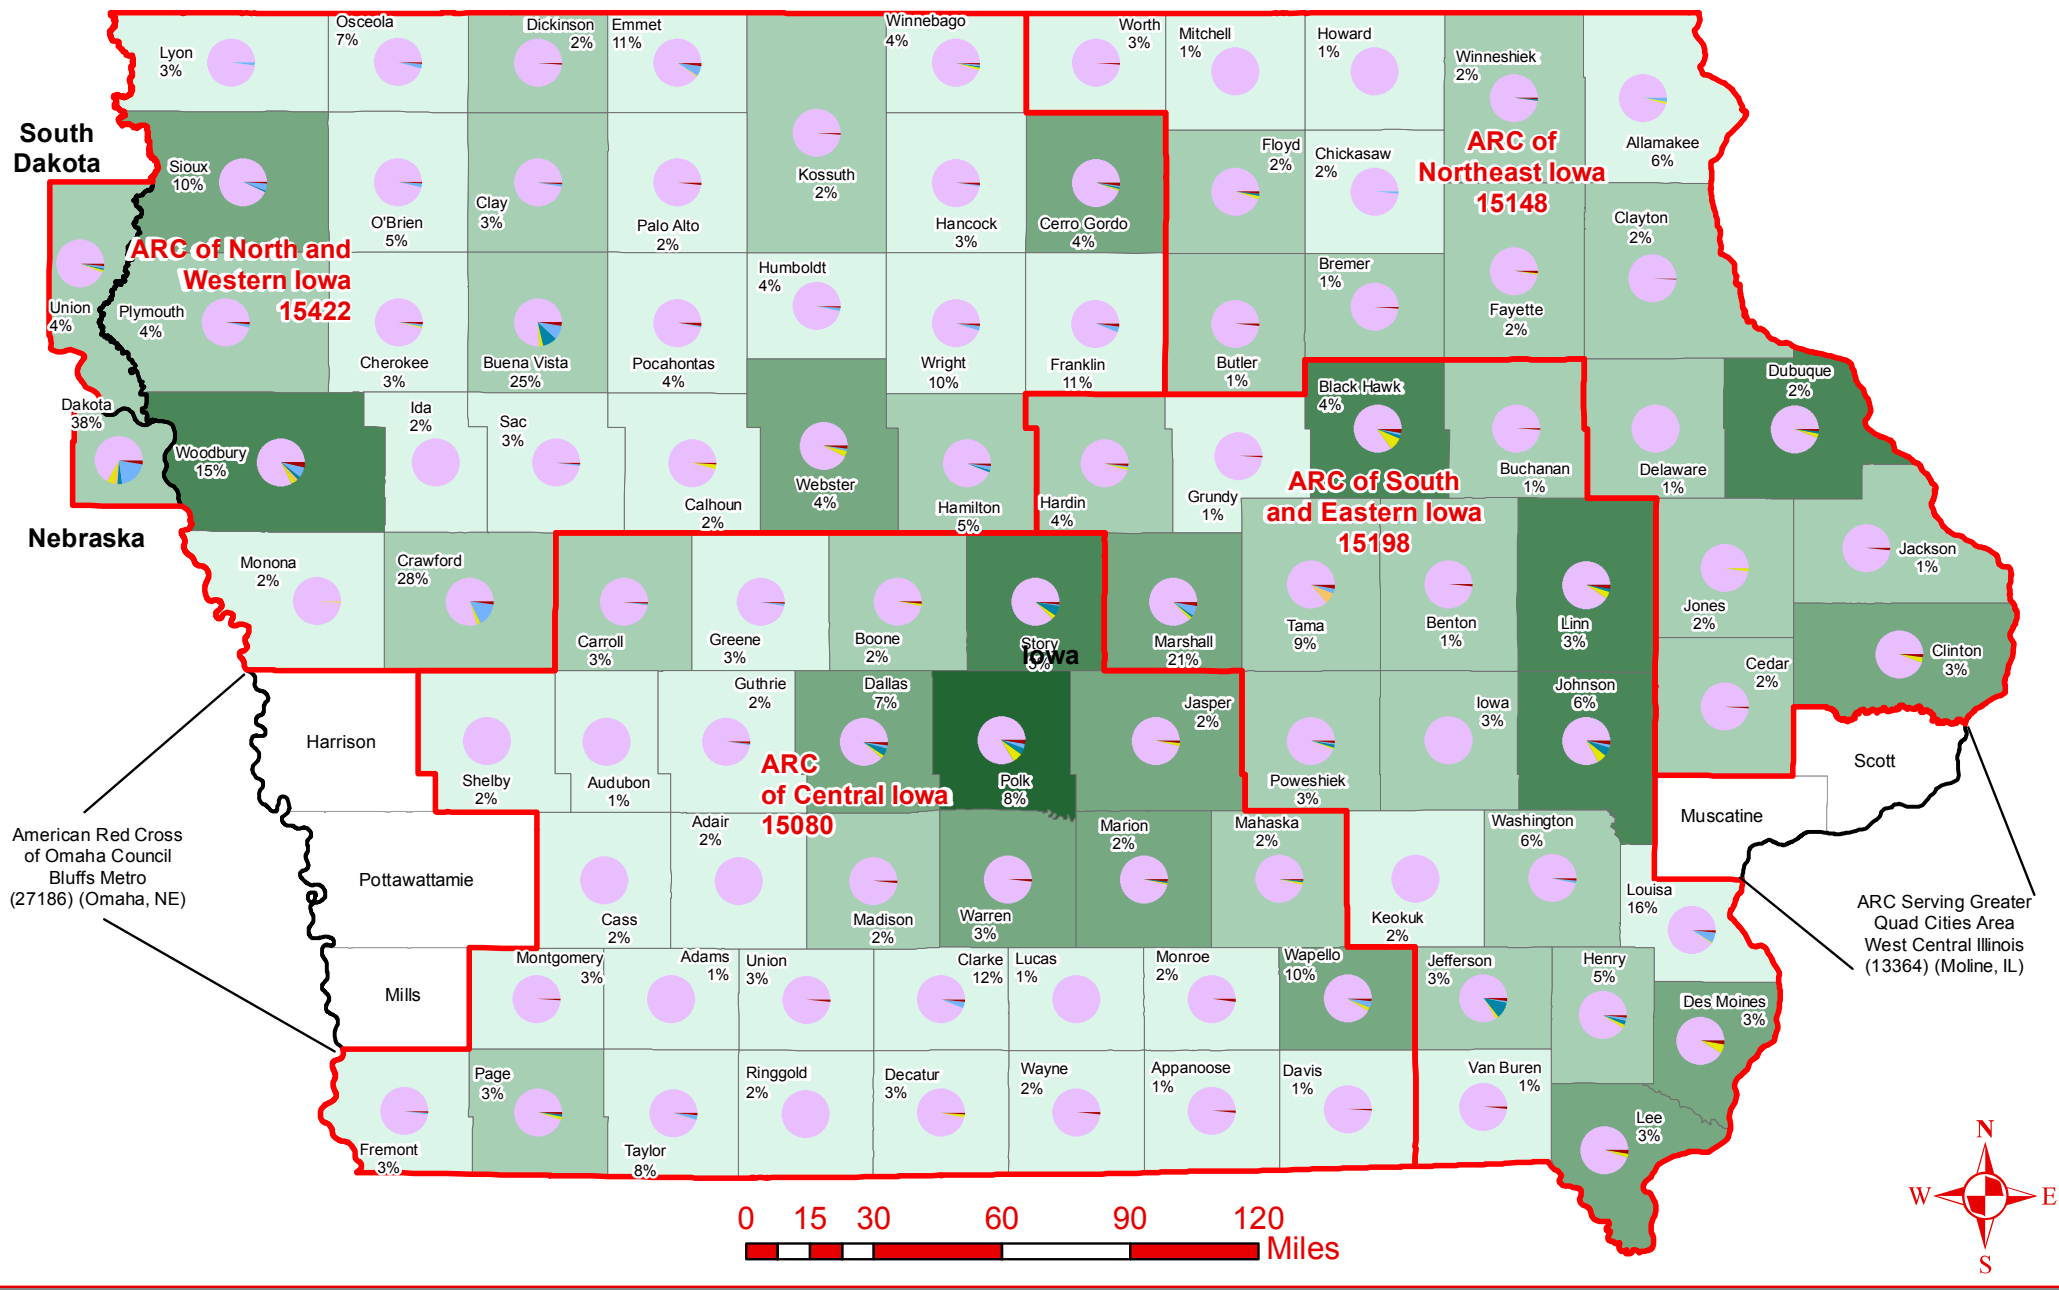 Osceola
7%
Dickinson
2%
Emmet
11%
Winnebago
4%
Worth
3%
Mitchell
1%
Howard
1%
Lyon
3%
Winneshiek
2%
Allamakee
6%
South
Dakota
Sioux
10%
O'Brien
5%
Clay
3%
Palo Alto
2%
Kossuth
2%
Hancock
3%
Cerro Gordo
4%
Floyd
2%
Chickasaw
2%
ARC of
Northeast Iowa
15148
Clayton
2%
ARC of North and
Western Iowa
15422
Union
4%
Plymouth
4%
Cherokee
3%
Buena Vista
25%
Pocahontas
4%
Humboldt
4%
Wright
10%
Franklin
11%
Butler
1%
Bremer
1%
Fayette
2%
Dakota
38%
Woodbury
15%
Ida
2%
Sac
3%
Calhoun
2%
Webster
4%
Hamilton
5%
Hardin
4%
Grundy
1%
Black Hawk
4%
Buchanan
1%
Delaware
1%
Dubuque
2%
ARC of South
and Eastern Iowa
15198
Nebraska
Monona
2%
Crawford
28%
Carroll
3%
Greene
3%
Boone
2%
Story
3%
Iowa
Marshall
21%
Tama
9%
Benton
1%
Linn
3%
Jones
2%
Jackson
1%
Cedar
2%
Clinton
3%
Harrison
Shelby
2%
Audubon
1%
Guthrie
2%
Dallas
7%
Polk
8%
Jasper
2%
Poweshiek
3%
Iowa
3%
Johnson
6%
Scott
Muscatine
ARC
of Central Iowa
15080
American Red Cross
of Omaha Council
Bluffs Metro
(27186) (Omaha, NE)
Pottawattamie
Cass
2%
Adair
2%
Madison
2%
Warren
3%
Marion
2%
Mahaska
2%
Keokuk
2%
Washington
6%
Louisa
16%
ARC Serving Greater
Quad Cities Area
West Central Illinois
(13364) (Moline, IL)
Mills
Montgomery
3%
Adams
1%
Union
3%
Clarke
12%
Lucas
1%
Monroe
2%
Wapello
10%
Jefferson
3%
Henry
5%
Des Moines
3%
Fremont
3%
Page
3%
Taylor
8%
Ringgold
2%
Decatur
3%
Wayne
2%
Appanoose
1%
Davis
1%
Van Buren
1%
Lee
3%
N
W
E
S
0 15 30 60 90 120
Miles